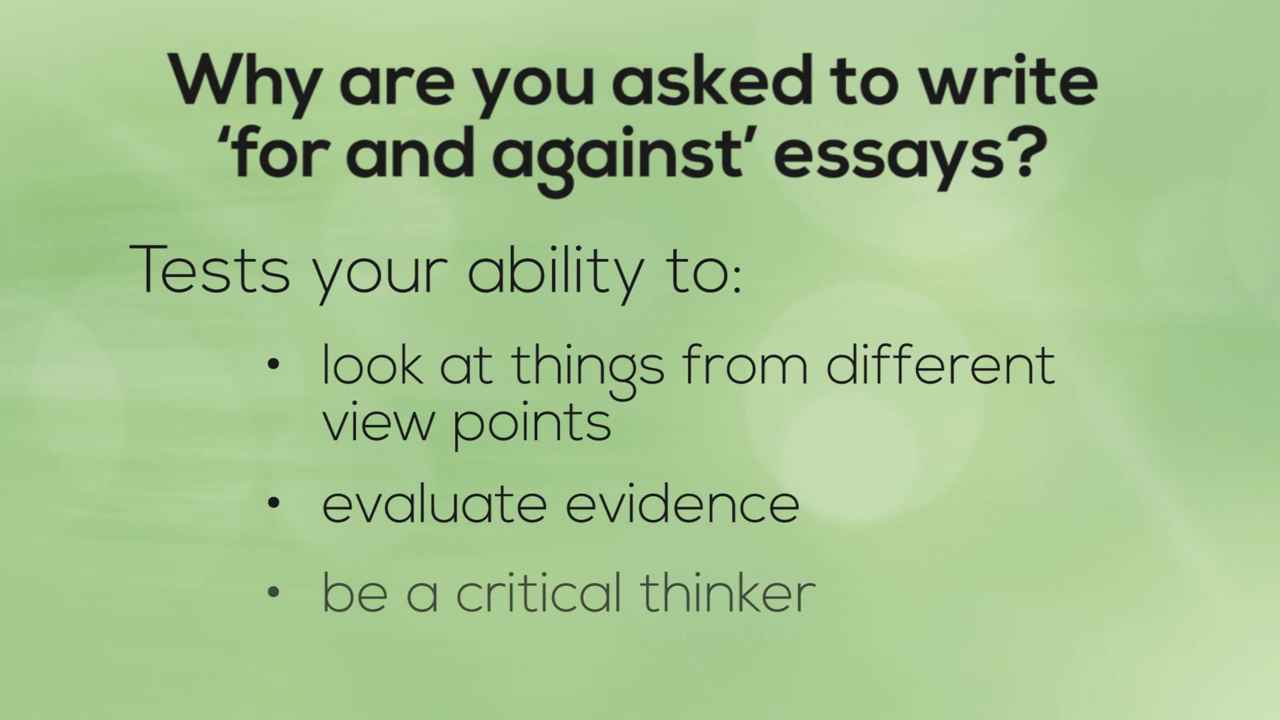 Why are you asked to write
‘for and against’ essays?
Tests your ability to:
• look at things from different
view points
• evaluate evidence
• be a critical thinker